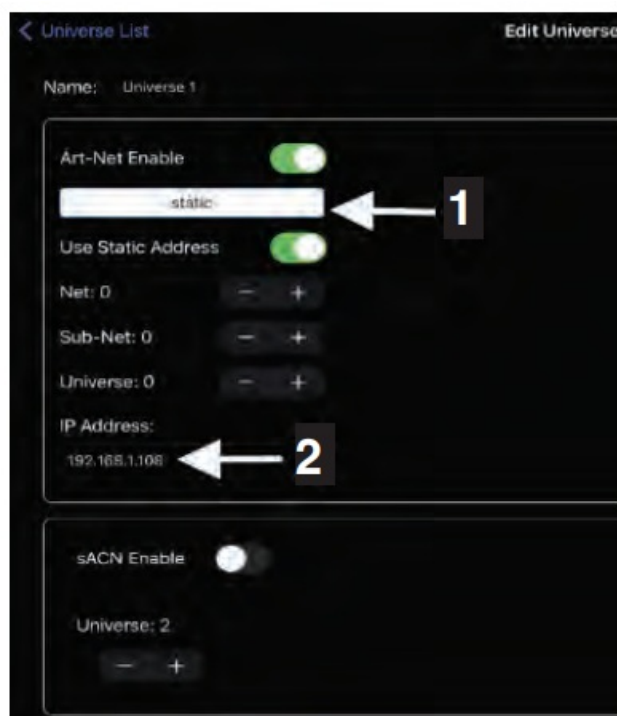 Universe List
Edit Universe
Name: Universe 1
Art-Net Enable
static
1
Use Static Address
Net: 0
- +
Sub-Net: 0
- +
Universe: 0
- +
IP Address:
192.168.1.108
2
sACN Enable
Universe: 2
- +